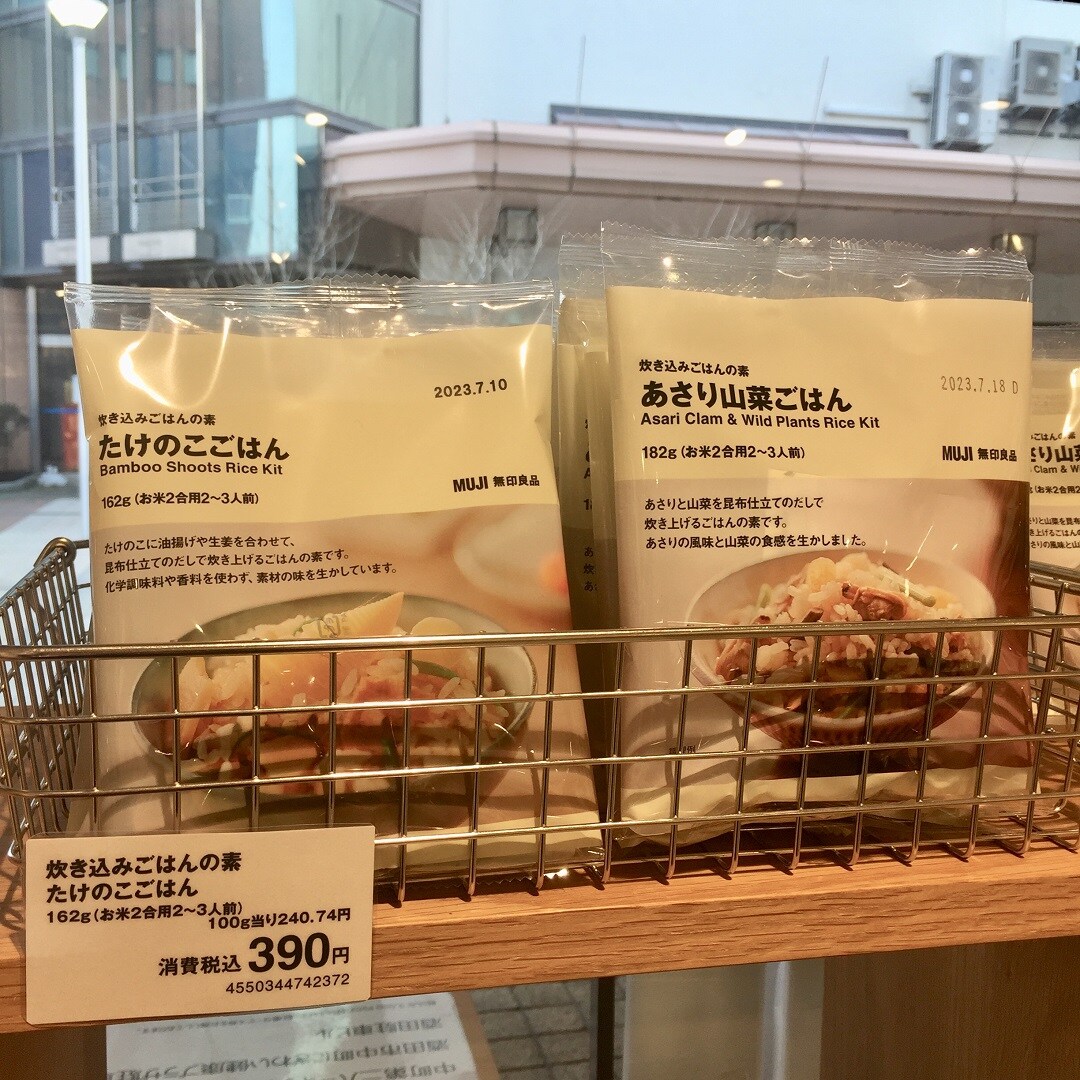 2023.7.10
炊き込みごはんの素
たけのこごはん
Bamboo Shoots Rice Kit
162g（お米2合用2～3人前）
MUJI 無印良品
たけのこに油揚げや生姜を合わせて、
昆布仕立てのだしで炊き上げるごはんの素です。
化学調味料や香料を使わず、素材の味を生かしています。
炊き込みごはんの素
あさり山菜ごはん
Asari Clam & Wild Plants Rice Kit
2023.7.18 D
182g（お米2合用2～3人前）
MUJI 無印良品
あさりと山菜を昆布仕立てのだしで
炊き上げるごはんの素です。
あさりの風味と山菜の食感を生かしました。
炊き込みごはんの素
たけのこごはん
162g（お米2合用2～3人前）
100g当り240.74円
消費税込 390円
4550344742372